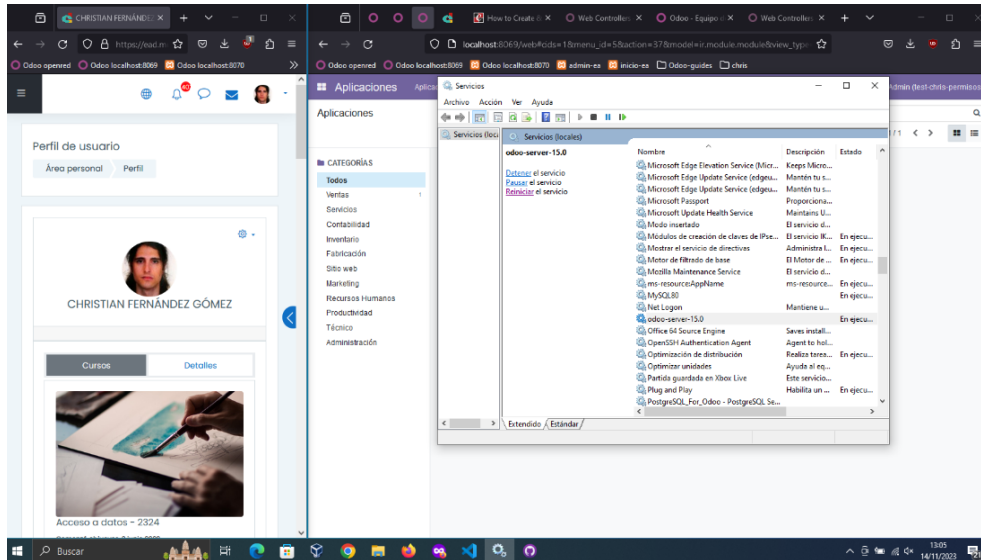 CHRISTIAN FERNÁNDE
How to Create
Web Controllers
Odoo - Equipo d
Web Controllers
https://ead.m
localhost:8069/web#cids=1&menu_id=5&action=37&model=ir.module.module&view_type
Odoo openred
Odoo localhost:8069
Odoo localhost:8070
Odoo openred
Odoo localhost:8069
Odoo localhost:8070
admin-ea
inicio-ea
Odoo-guides
chris
Perfil de usuario
Área personal
Perfil
CHRISTIAN FERNÁNDEZ GÓMEZ
Cursos
Detalles
Acceso a datos - 2324
Aplicaciones
Aplicac
Admin (test-chris-permisos
Aplicaciones
1/1
CATEGORÍAS
Todos
Ventas
1
Servicios
Contabilidad
Inventario
Fabricación
Sitio web
Marketing
Recursos Humanos
Productividad
Técnico
Administración
Servicios
Archivo Acción Ver Ayuda
Servicios (loca
Servicios (locales)
odoo-server-15.0
Detener el servicio
Pausar el servicio
Reiniciar el servicio
Nombre Descripción Estado
Microsoft Edge Elevation Service (Micr... Keeps Micro...
Microsoft Edge Update Service (edgeu... Mantén tu s...
Microsoft Edge Update Service (edgeu... Mantén tu s...
Microsoft Passport Proporciona...
Microsoft Update Health Service Maintains U...
Modo insertado El servicio d...
Módulos de creación de claves de IPse... El servicio IK... En ejecu...
Mostrar el servicio de directivas Administra l... En ejecu...
Motor de filtrado de base El Motor de ... En ejecu...
Mozilla Maintenance Service El servicio d...
ms-resource:AppName ms-resource... En ejecu...
MySQL80 En ejecu...
Net Logon Mantiene u...
odoo-server-15.0 En ejecu...
Office 64 Source Engine Saves install...
OpenSSH Authentication Agent Agent to hol...
Optimización de distribución Realiza tarea... En ejecu...
Optimizar unidades Ayuda al eq...
Partida guardada en Xbox Live Este servicio...
Plug and Play Habilita un ... En ejecu...
PostgreSQL_For_Odoo - PostgreSQL Se...
Extendido
Estándar
Buscar
13:05
14/11/2023